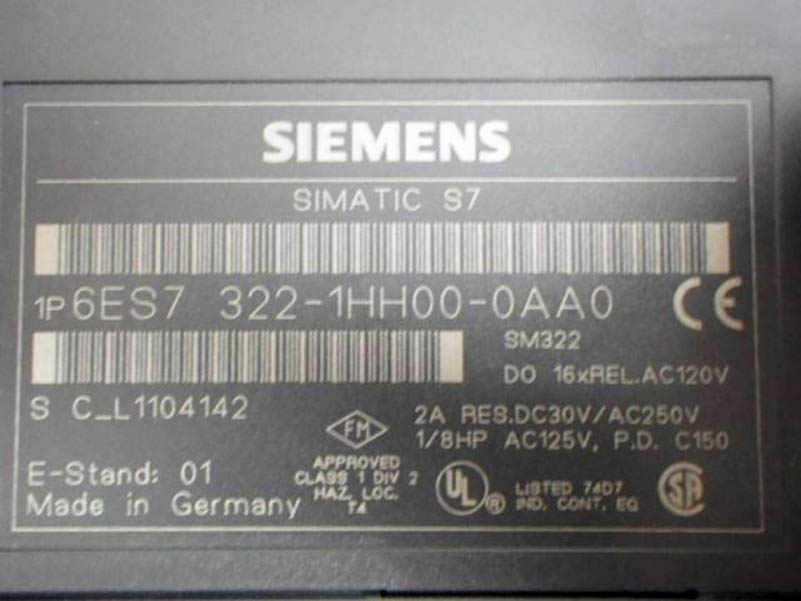 SIEMENS
SIMATIC S7
1P 6ES7 322-1HH00-0AA0
CE
SM322
DO 16xREL.AC120V
S C_L1104142
2A RES.DC30V/AC250V
1/8HP AC125V, P.D. C150
FM
APPROVED
CLASS 1 DIV 2
HAZ. LOC.
T4
E-Stand: 01
Made in Germany
UL ®
LISTED 74D7
IND. CONT. EQ
SA